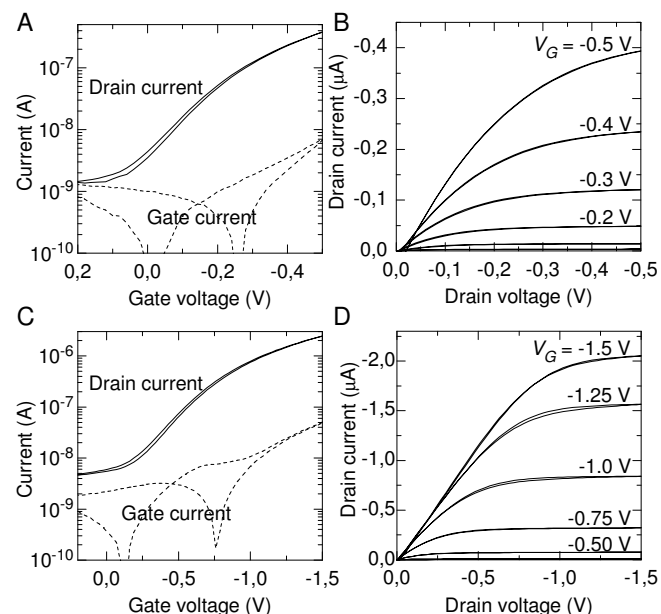 A
10⁻⁷
10⁻⁸
10⁻⁹
10⁻¹⁰
Current (A)
Drain current
Gate current
0,2 0,0 -0,2 -0,4
Gate voltage (V)
B
-0,4
-0,3
-0,2
-0,1
0,0
Drain current (µA)
V_G = -0.5 V
-0.4 V
-0.3 V
-0.2 V
0,0 -0,1 -0,2 -0,3 -0,4 -0,5
Drain voltage (V)
C
10⁻⁶
10⁻⁷
10⁻⁸
10⁻⁹
10⁻¹⁰
Current (A)
Drain current
Gate current
0,0 -0,5 -1,0 -1,5
Gate voltage (V)
D
-2,0
-1,5
-1,0
-0,5
0,0
Drain current (µA)
V_G = -1.5 V
-1.25 V
-1.0 V
-0.75 V
-0.50 V
0,0 -0,5 -1,0 -1,5
Drain voltage (V)